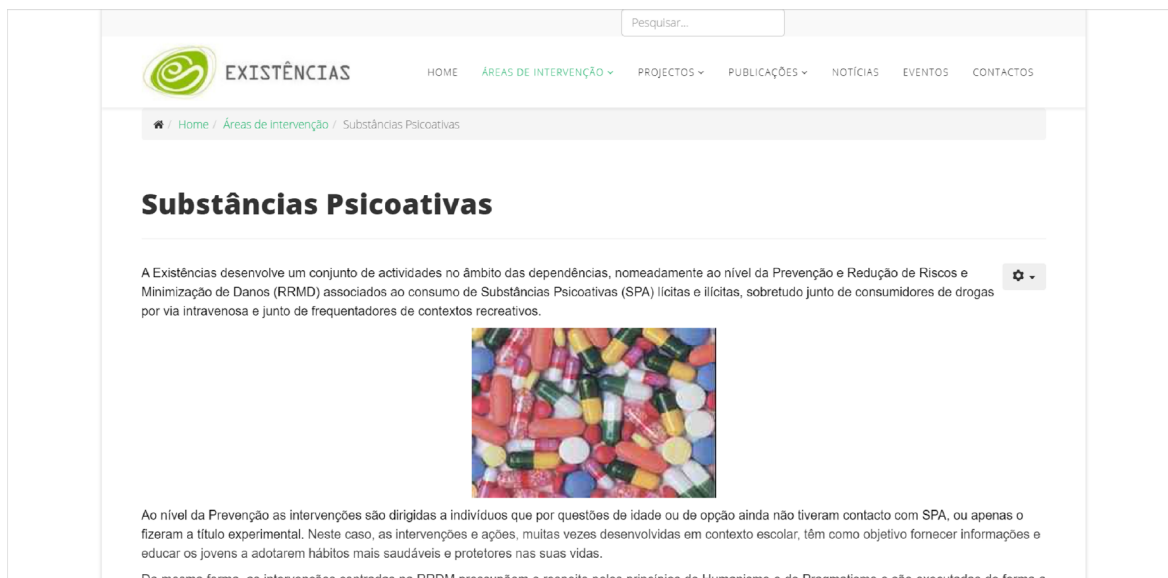 Pesquisar...
EXISTÊNCIAS
HOME ÁREAS DE INTERVENÇÃO PROJECTOS PUBLICAÇÕES NOTÍCIAS EVENTOS CONTACTOS
/ Home / Áreas de intervenção / Substâncias Psicoativas
Substâncias Psicoativas
A Existências desenvolve um conjunto de actividades no âmbito das dependências, nomeadamente ao nível da Prevenção e Redução de Riscos e
Minimização de Danos (RRMD) associados ao consumo de Substâncias Psicoativas (SPA) lícitas e ilícitas, sobretudo junto de consumidores de drogas
por via intravenosa e junto de frequentadores de contextos recreativos.
Ao nível da Prevenção as intervenções são dirigidas a indivíduos que por questões de idade ou de opção ainda não tiveram contacto com SPA, ou apenas o
fizeram a título experimental. Neste caso, as intervenções e ações, muitas vezes desenvolvidas em contexto escolar, têm como objetivo fornecer informações e
educar os jovens a adotarem hábitos mais saudáveis e protetores nas suas vidas.